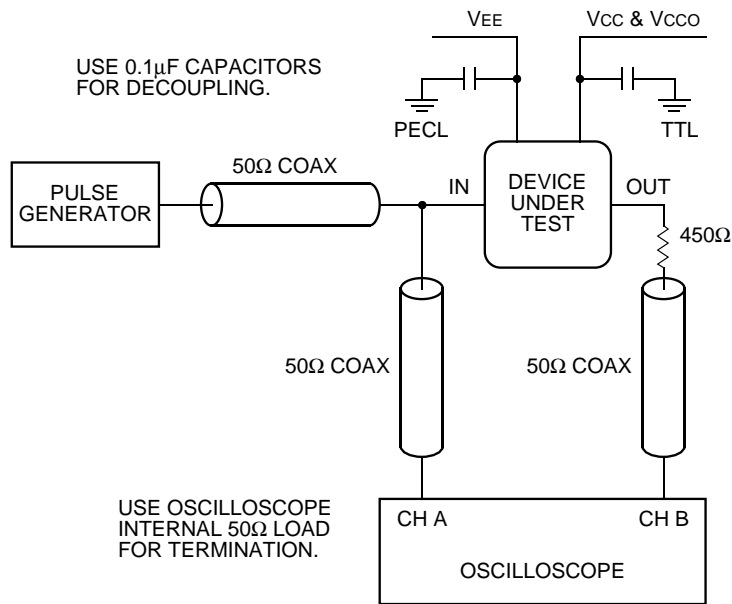 VEE
VCC & VCCO
USE 0.1μF CAPACITORS
FOR DECOUPLING.
PECL
TTL
50Ω COAX
PULSE
GENERATOR
IN
DEVICE
UNDER
TEST
OUT
450Ω
50Ω COAX
50Ω COAX
USE OSCILLOSCOPE
INTERNAL 50Ω LOAD
FOR TERMINATION.
CH A
CH B
OSCILLOSCOPE